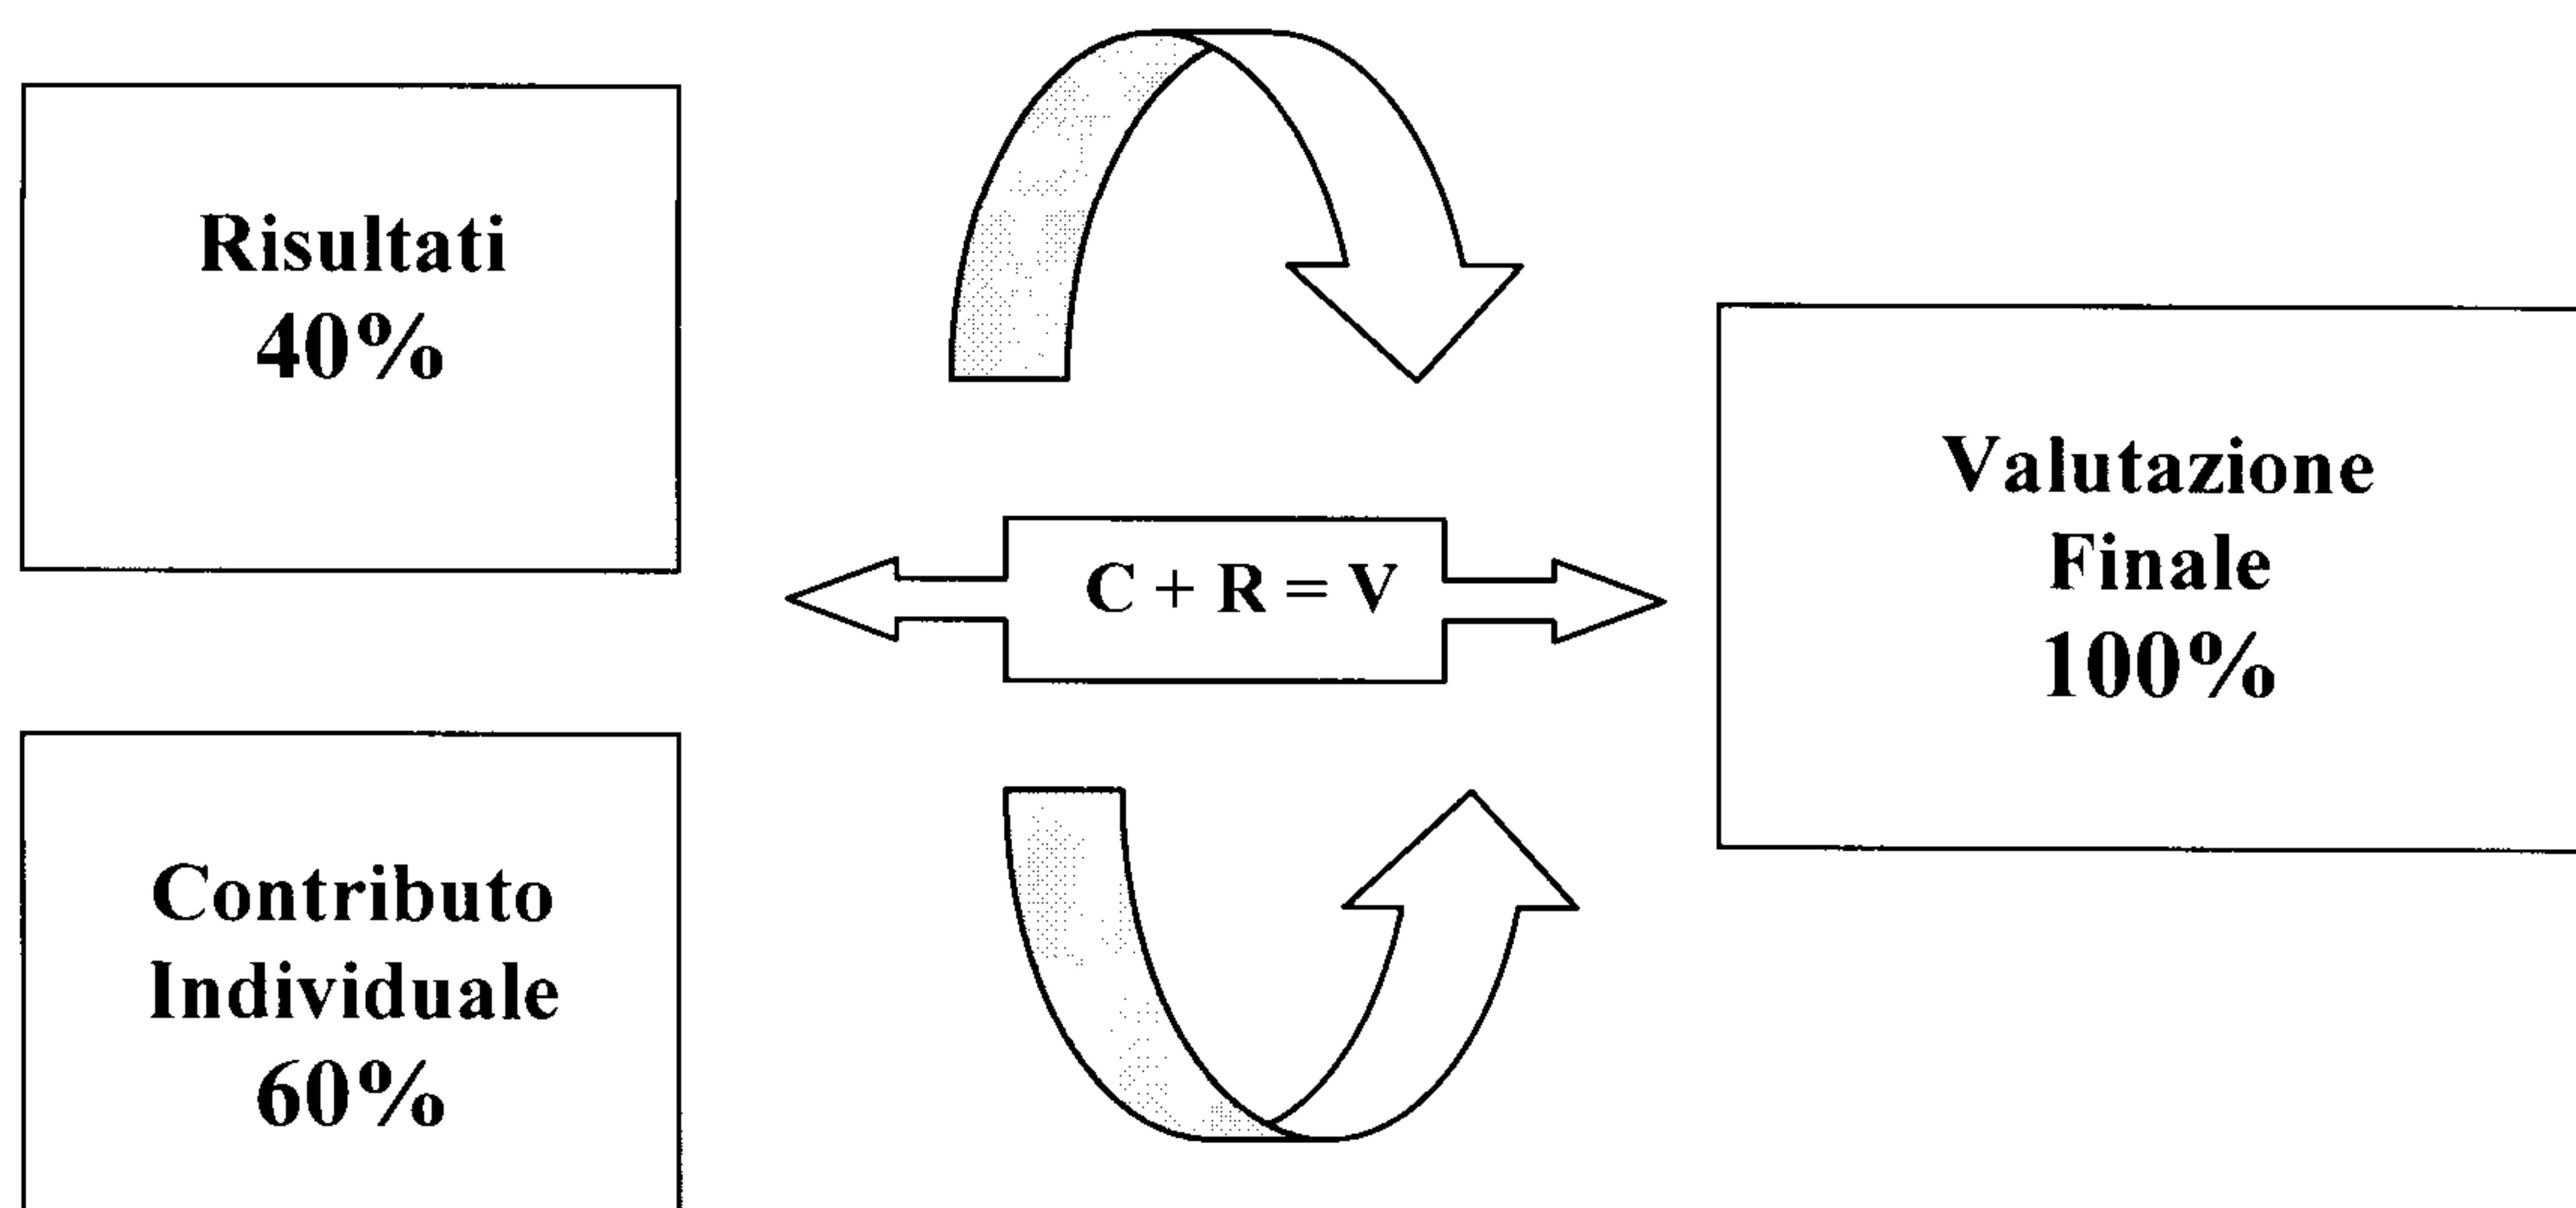 Risultati
40%
C + R = V
Valutazione
Finale
100%
Contributo
Individuale
60%